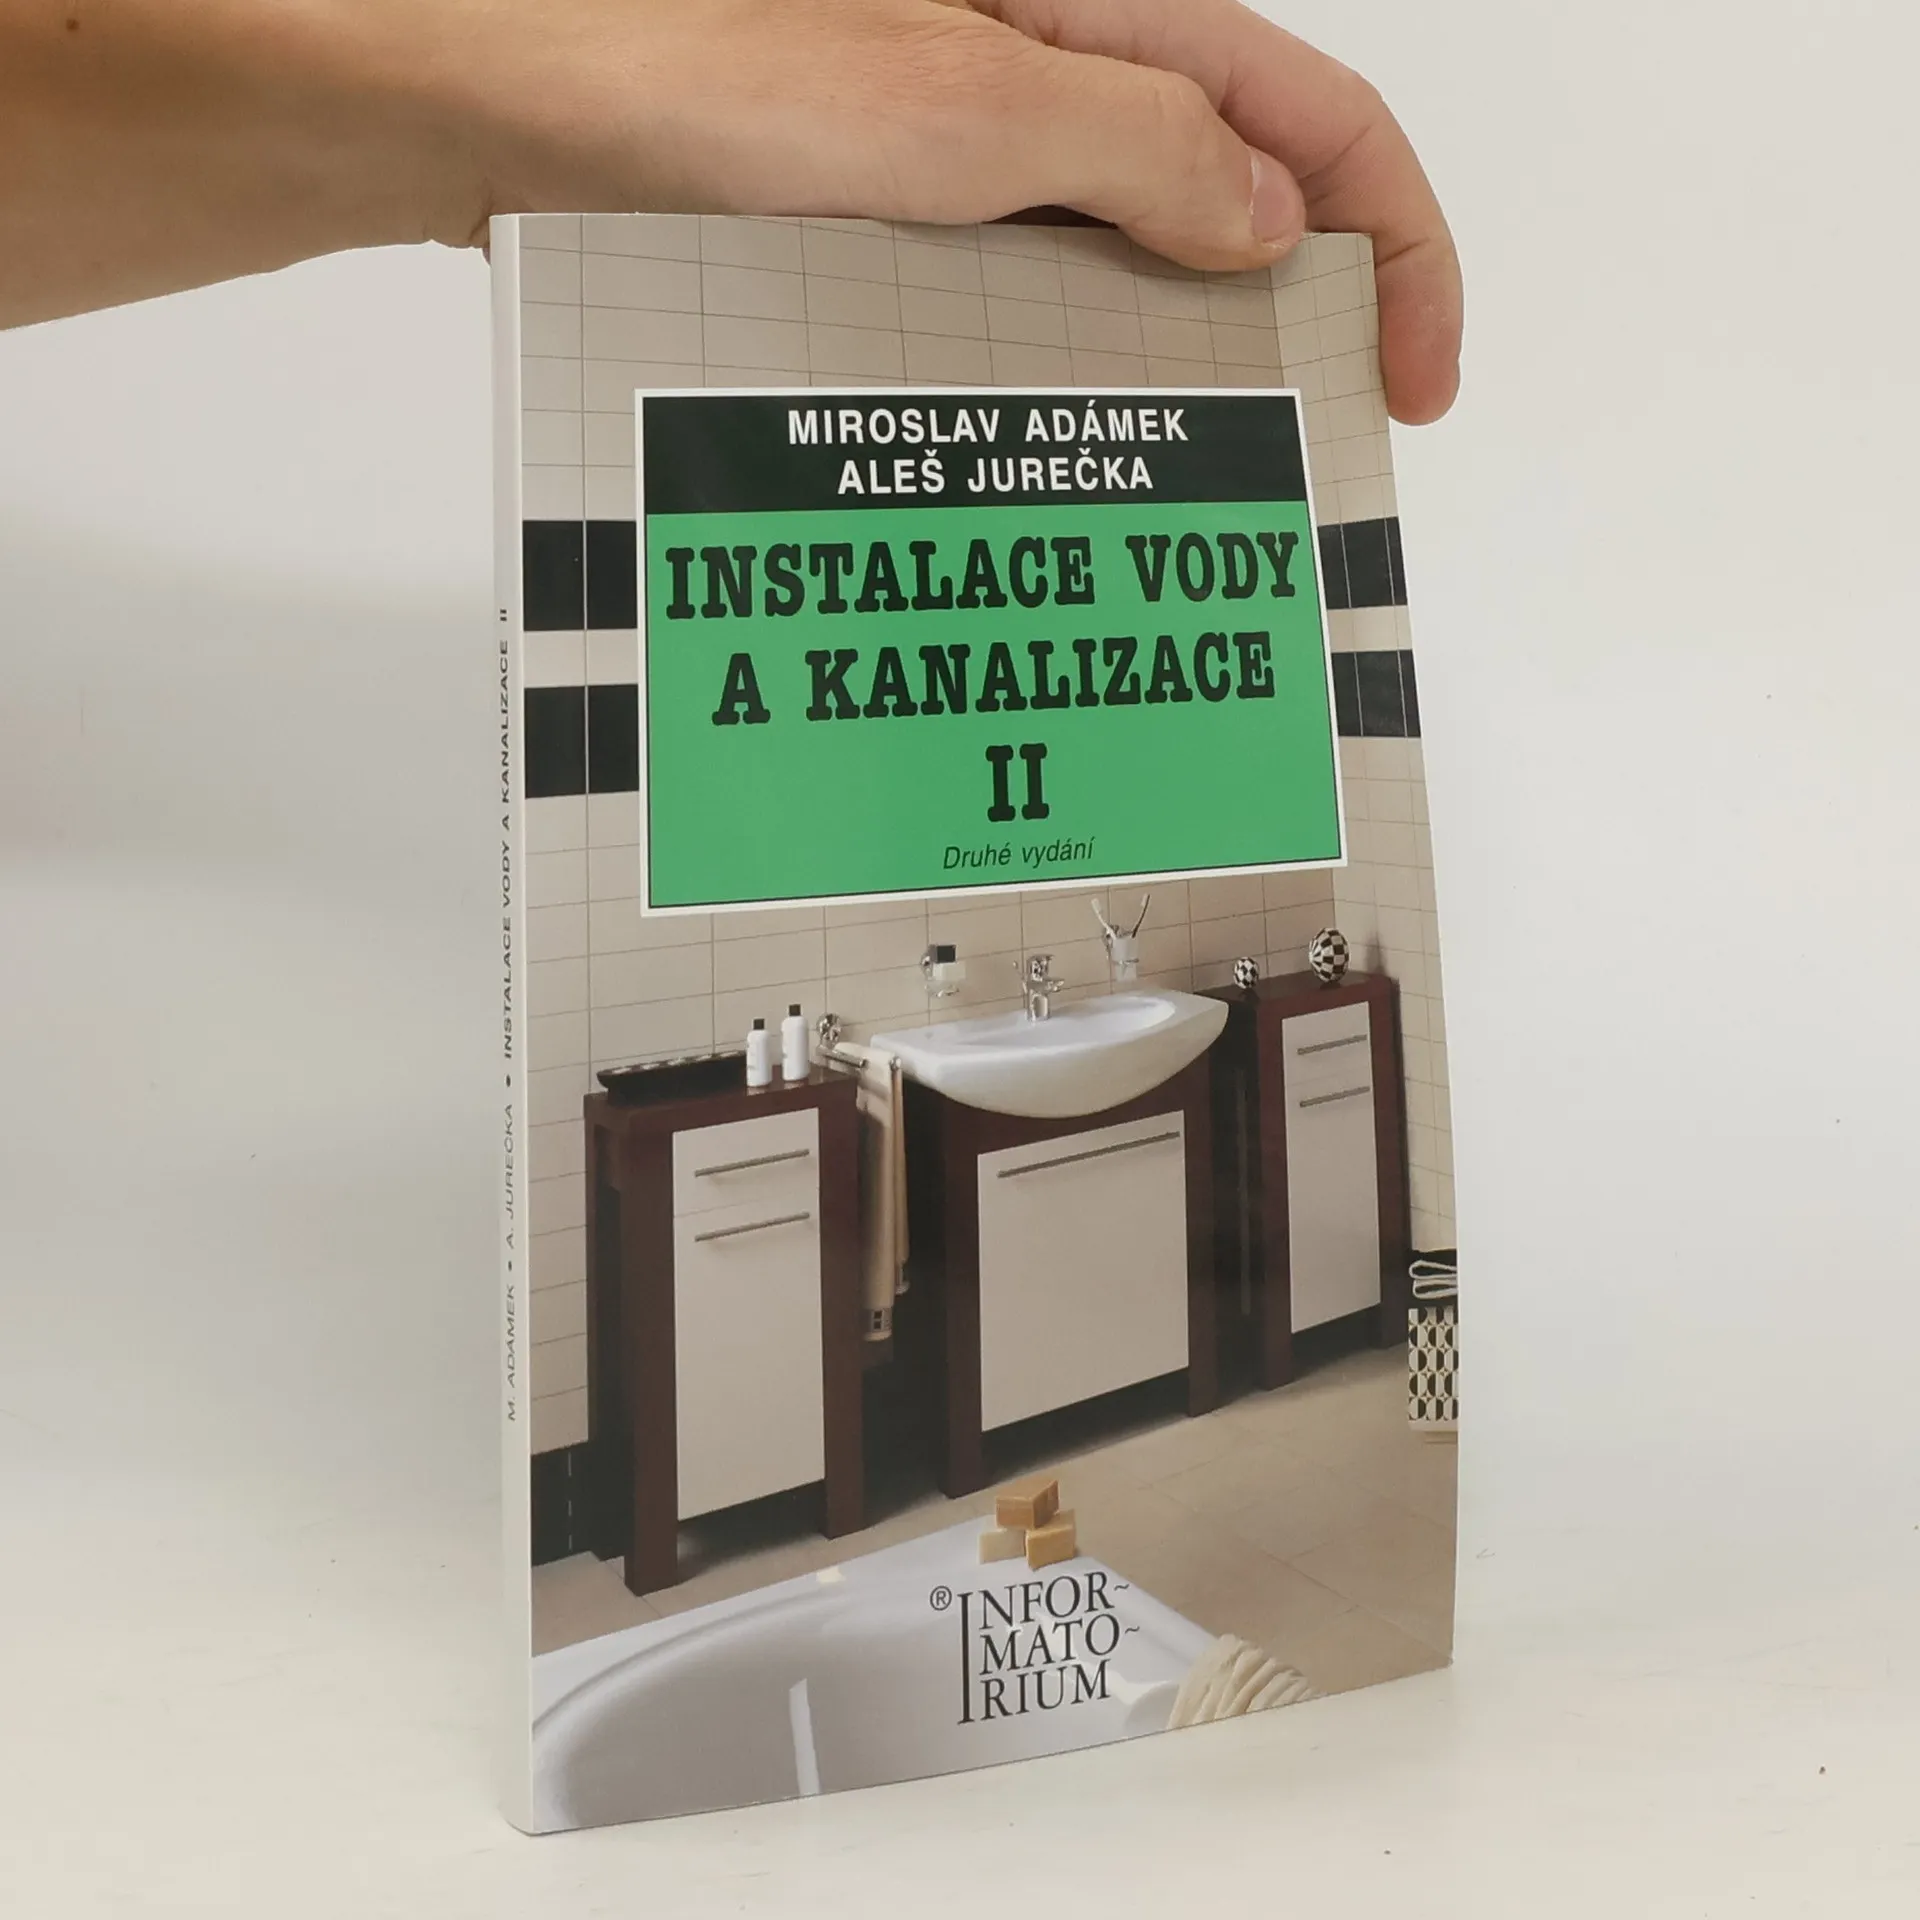 MIROSLAV ADÁMEK
ALEŠ JUREČKA
INSTALACE VODY
A KANALIZACE
II
Druhé vydání
M. ADÁMEK • A. JUREČKA • INSTALACE VODY A KANALIZACE II
® INFOR~
MATO~
RIUM